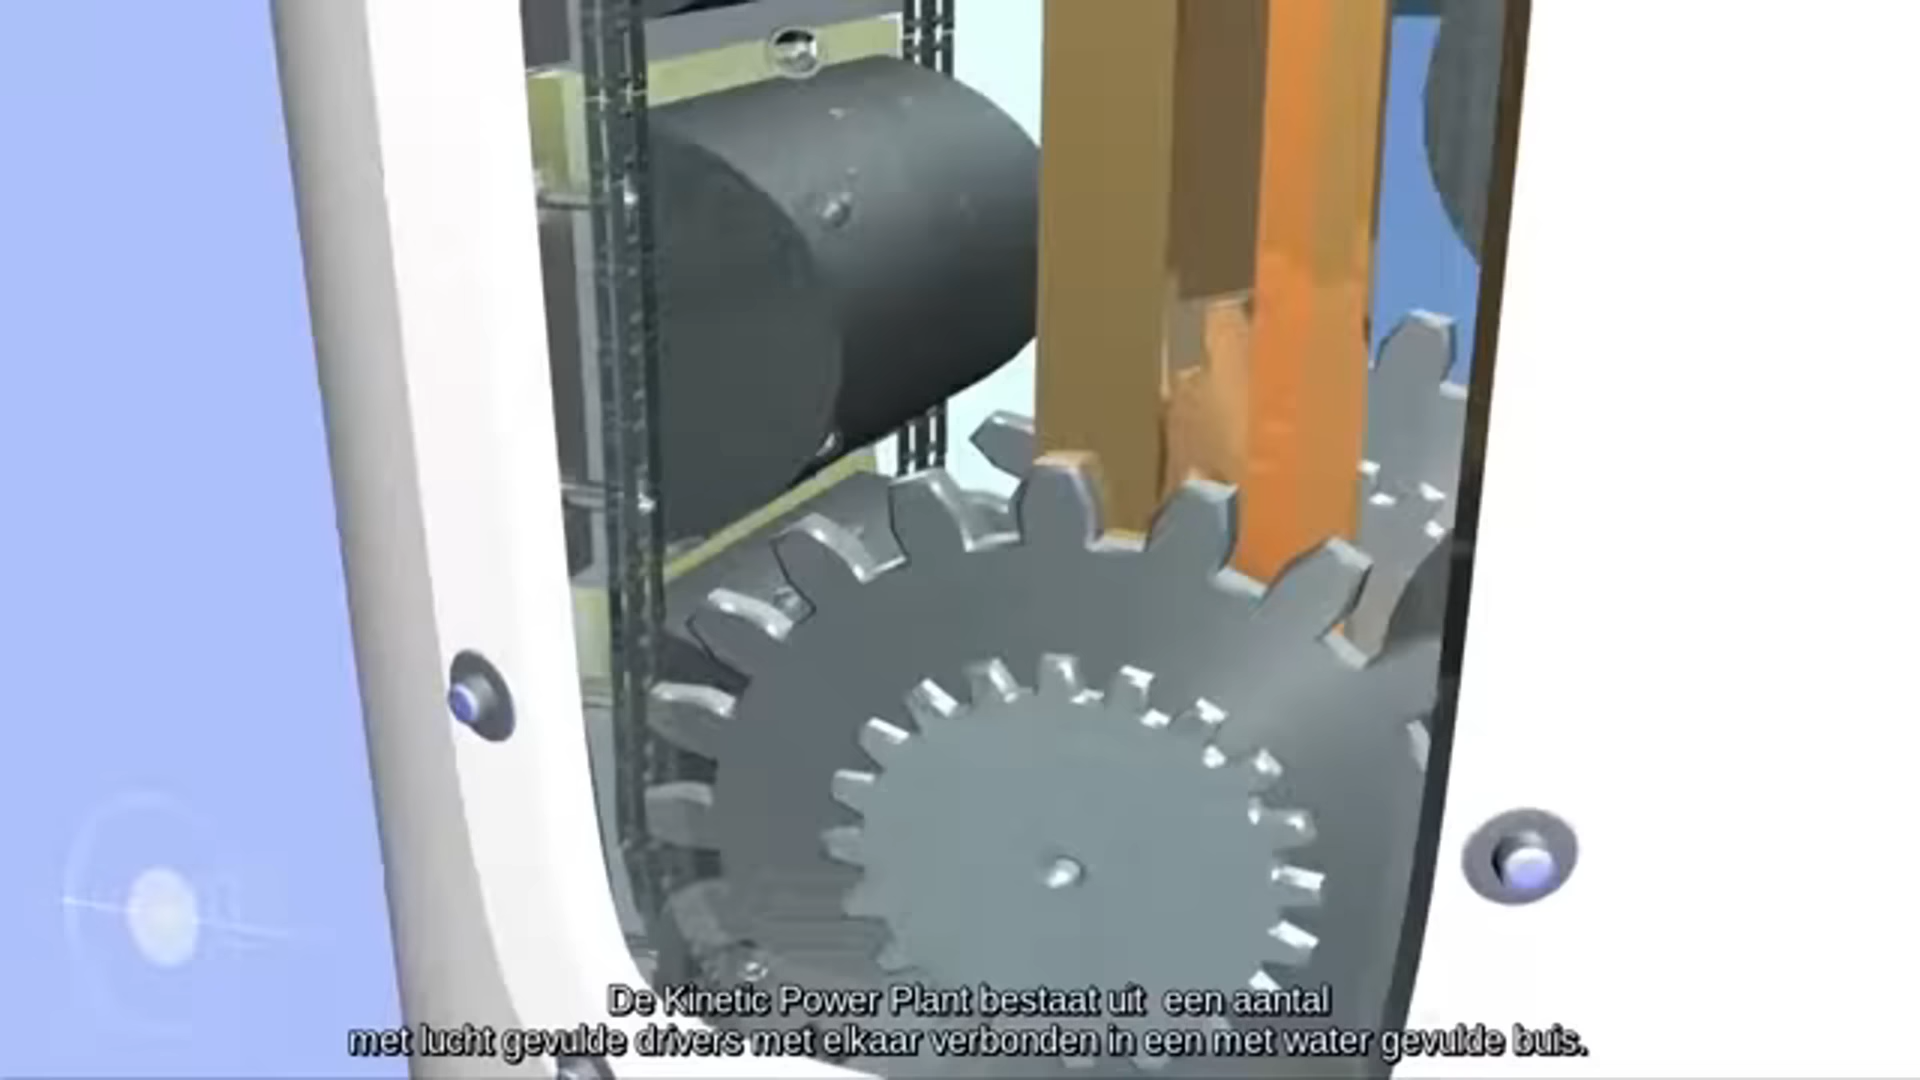 De Kinetic Power Plant bestaat uit  een aantal
met lucht gevulde drivers met elkaar verbonden in een met water gevulde buis.